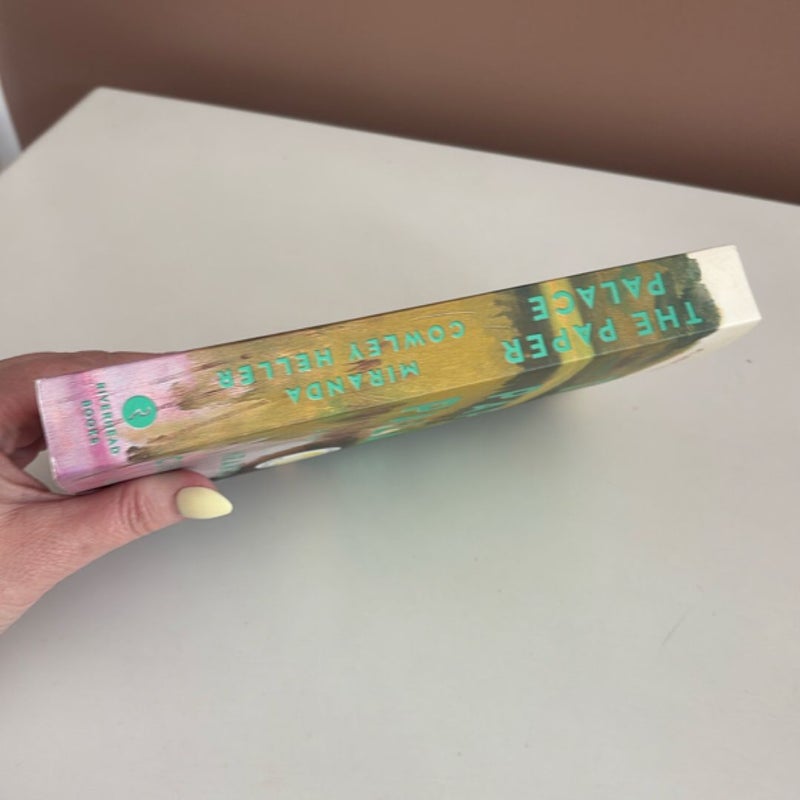 THE PAPER
PALACE
MIRANDA
COWLEY HELLER
RIVERHEAD
BOOKS